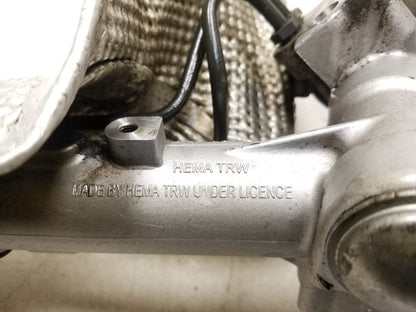 HEMA TRW
MADE BY HEMA TRW UNDER LICENCE